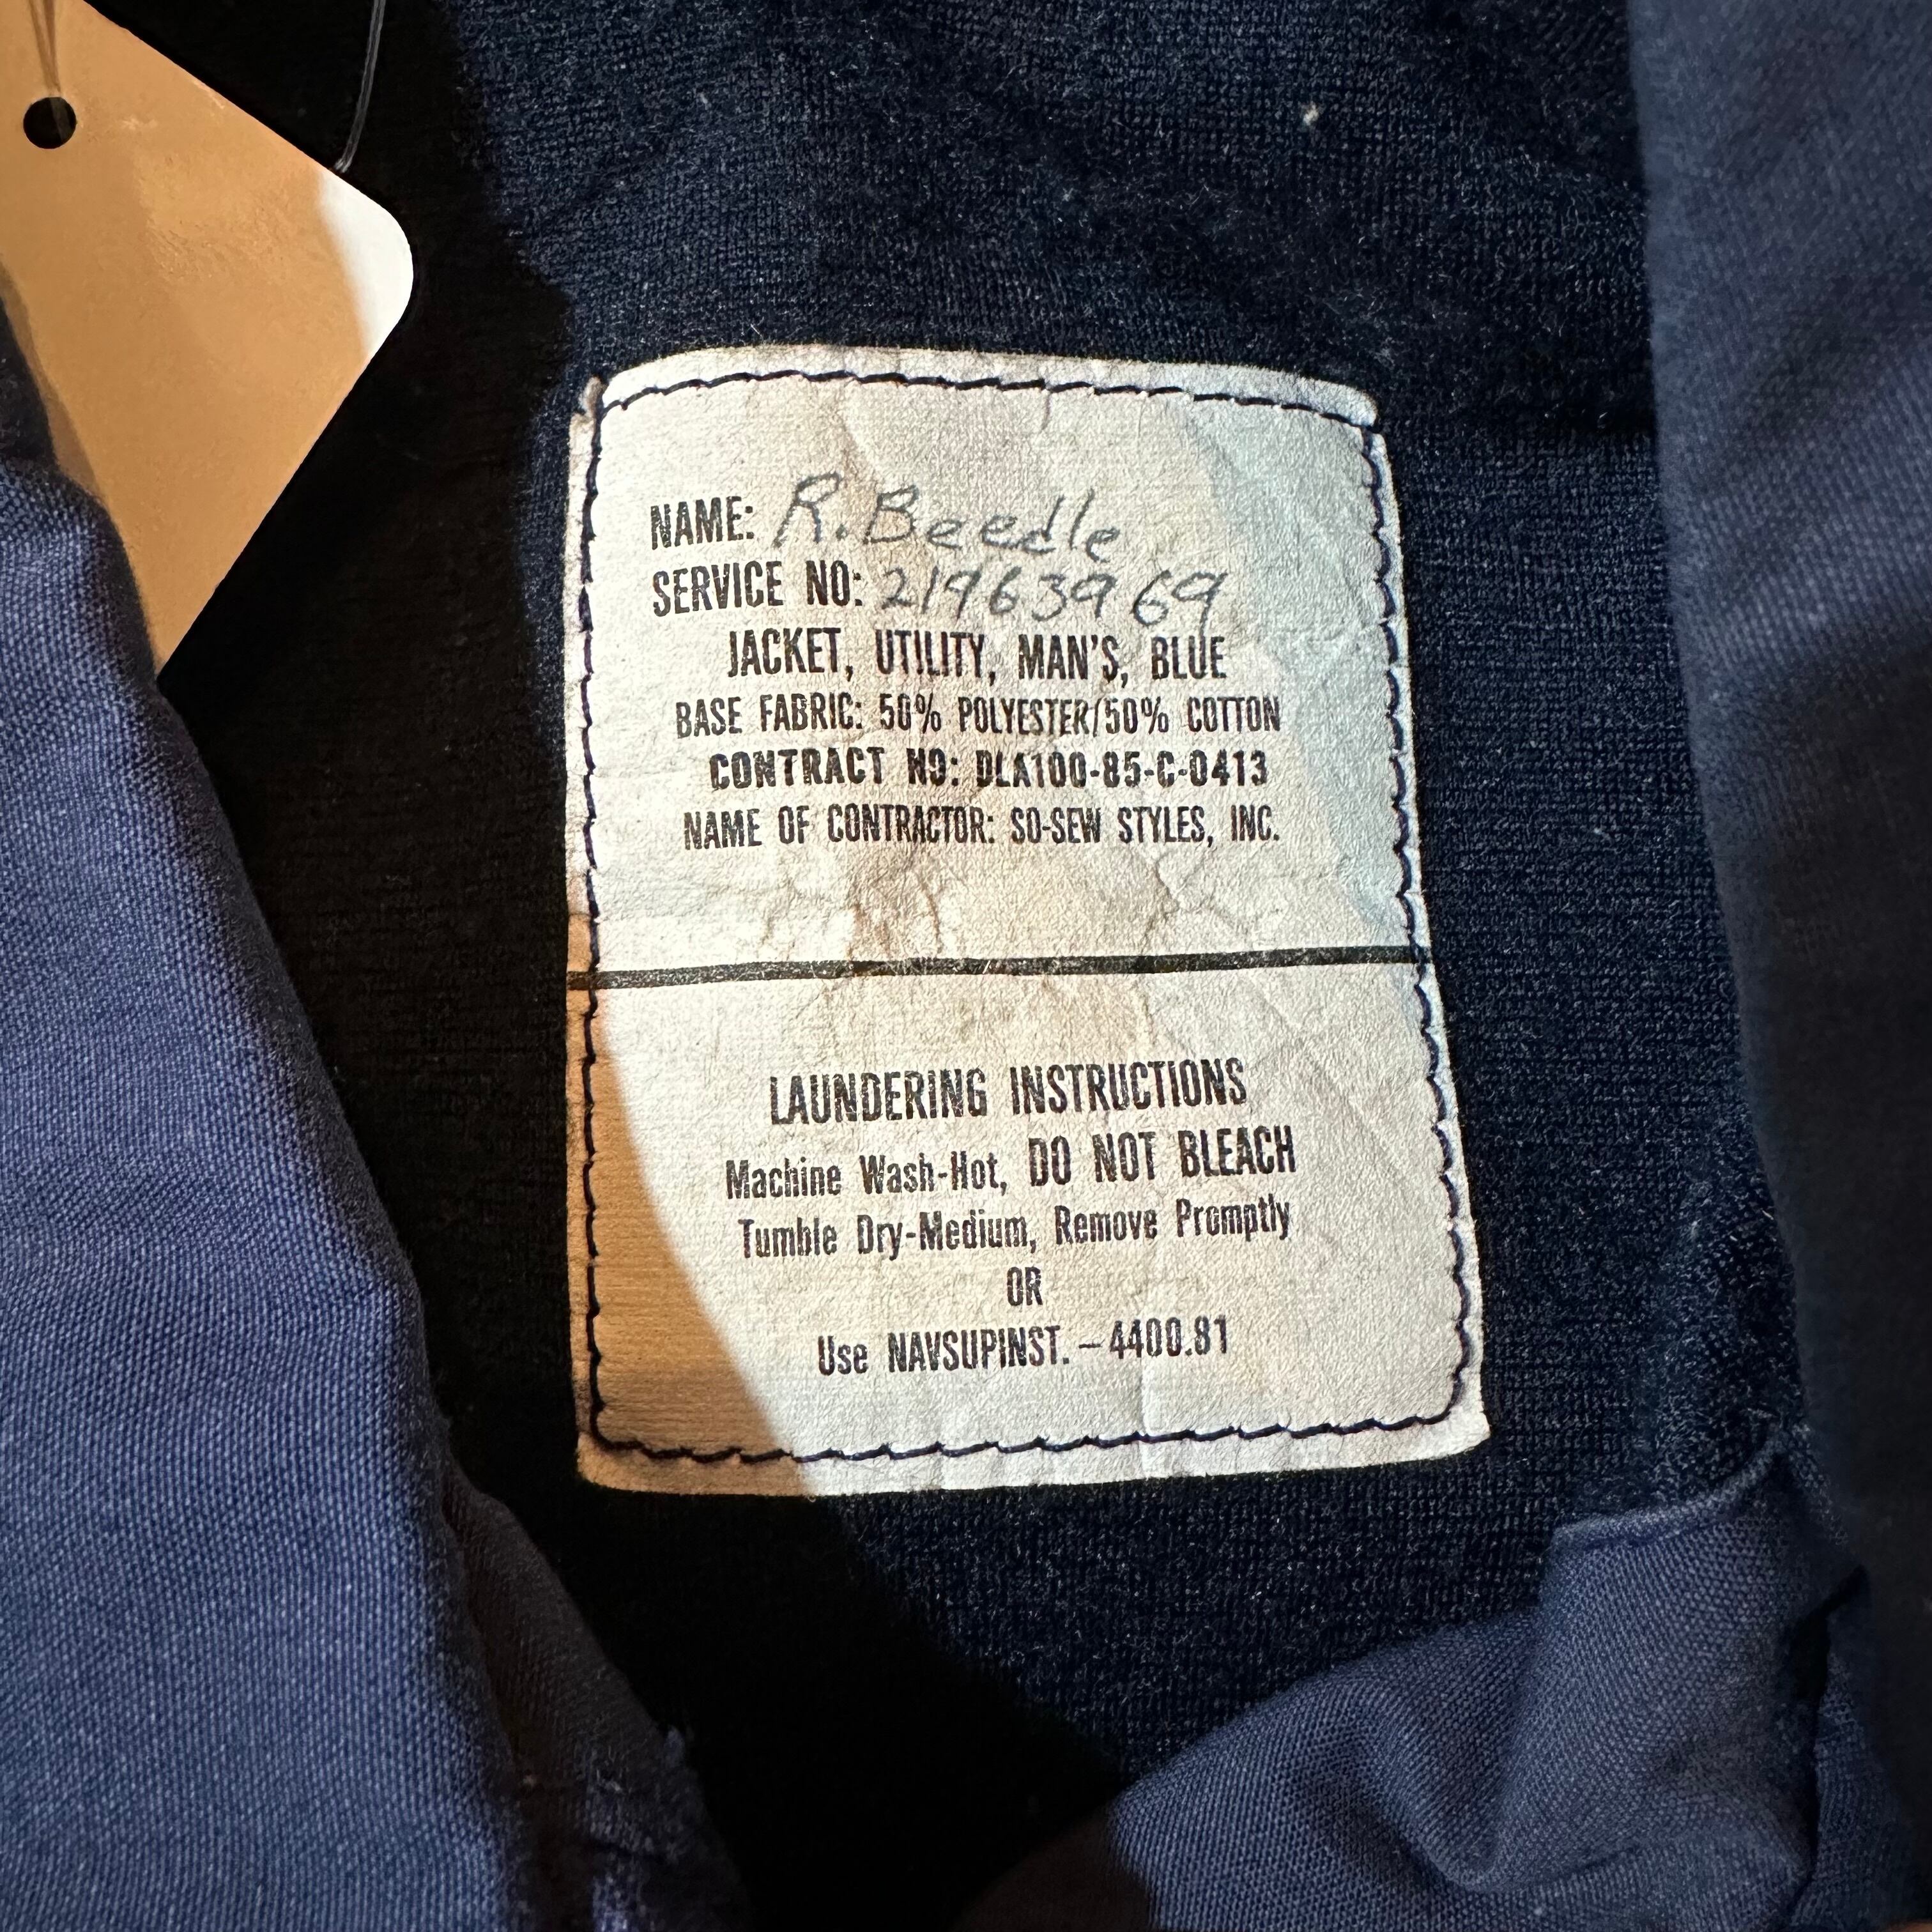 NAME: R. Beedle
SERVICE NO: 219639 69
JACKET, UTILITY, MAN'S, BLUE
BASE FABRIC: 50% POLYESTER/50% COTTON
CONTRACT NO: DLA100-85-C-0413
NAME OF CONTRACTOR: SO-SEW STYLES, INC.
LAUNDERING INSTRUCTIONS
Machine Wash-Hot, DO NOT BLEACH
Tumble Dry-Medium, Remove Promptly
OR
Use NAVSUPINST. -4400.81